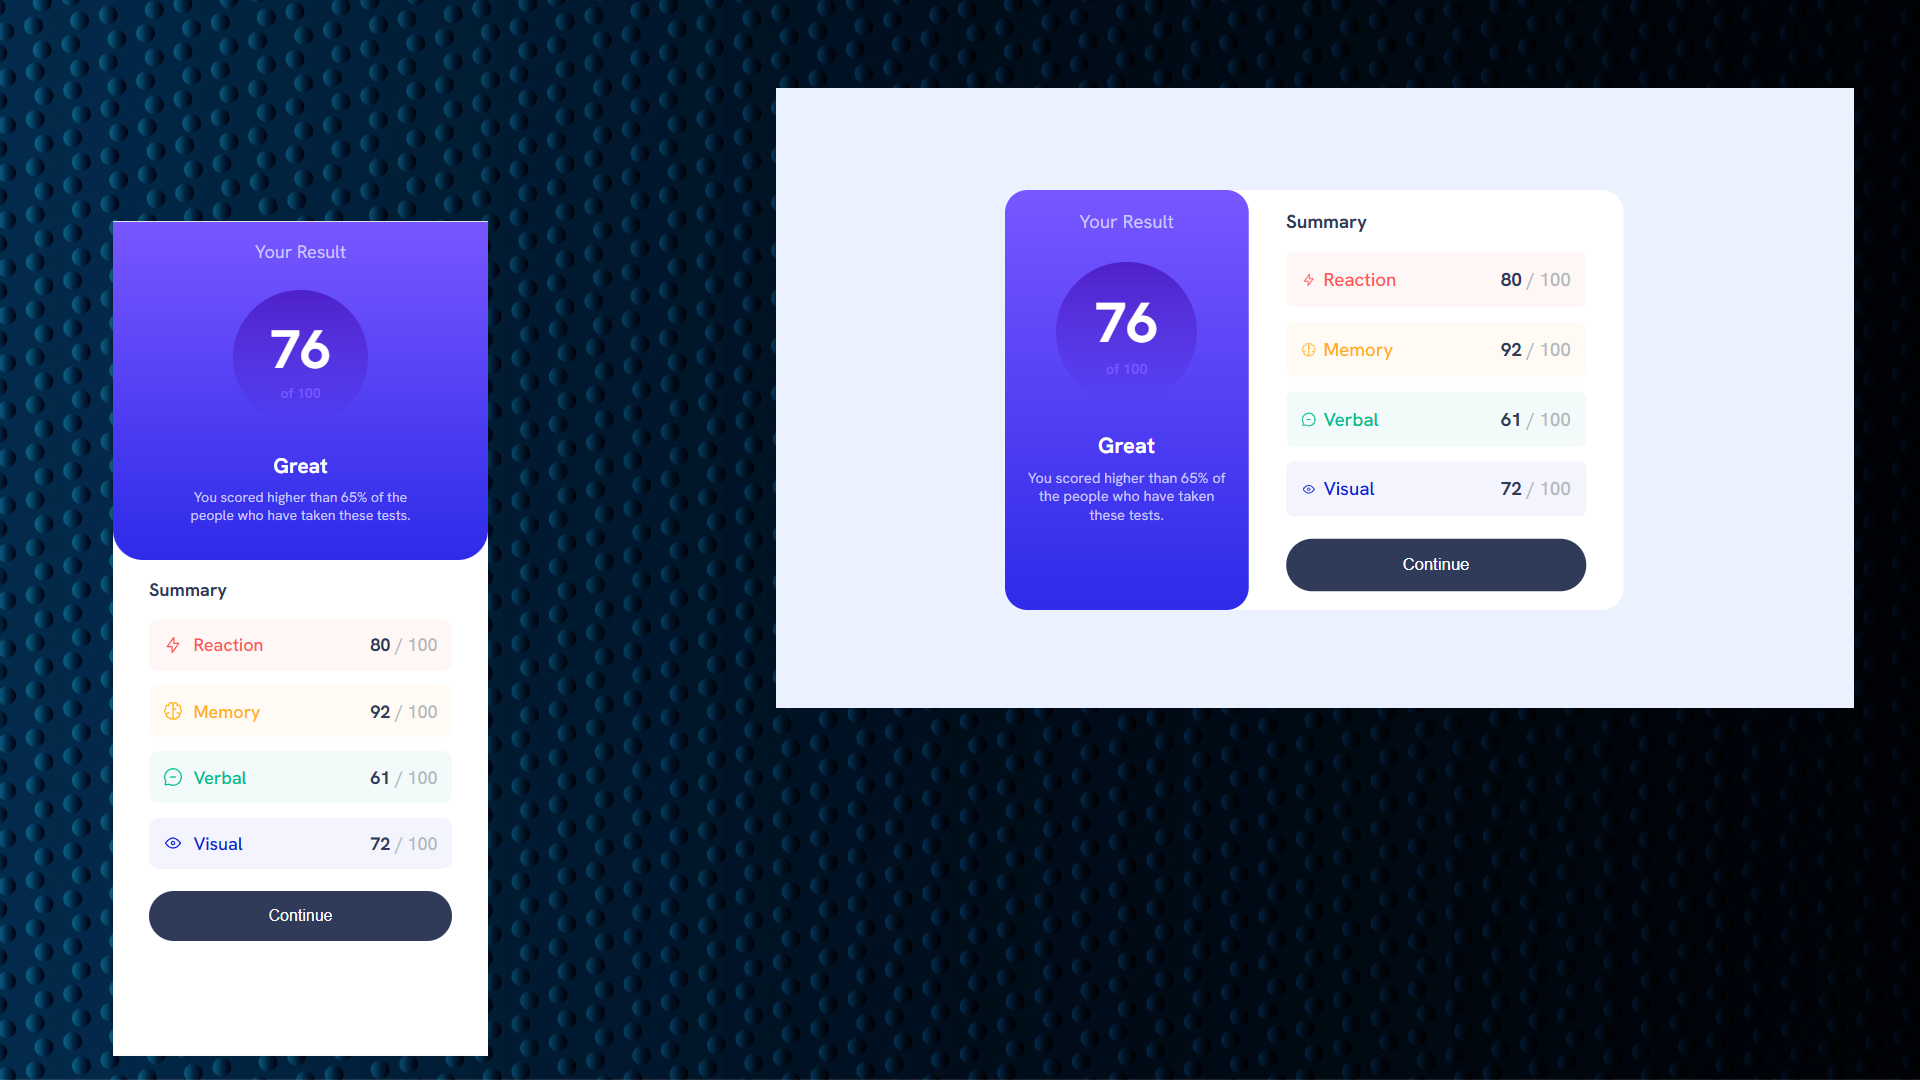 Your Result
76
of 100
Great
You scored higher than 65% of the
people who have taken these tests.
Summary
Reaction 80 / 100
Memory 92 / 100
Verbal 61 / 100
Visual 72 / 100
Continue
Your Result
76
of 100
Great
You scored higher than 65% of
the people who have taken
these tests.
Summary
Reaction 80 / 100
Memory 92 / 100
Verbal 61 / 100
Visual 72 / 100
Continue